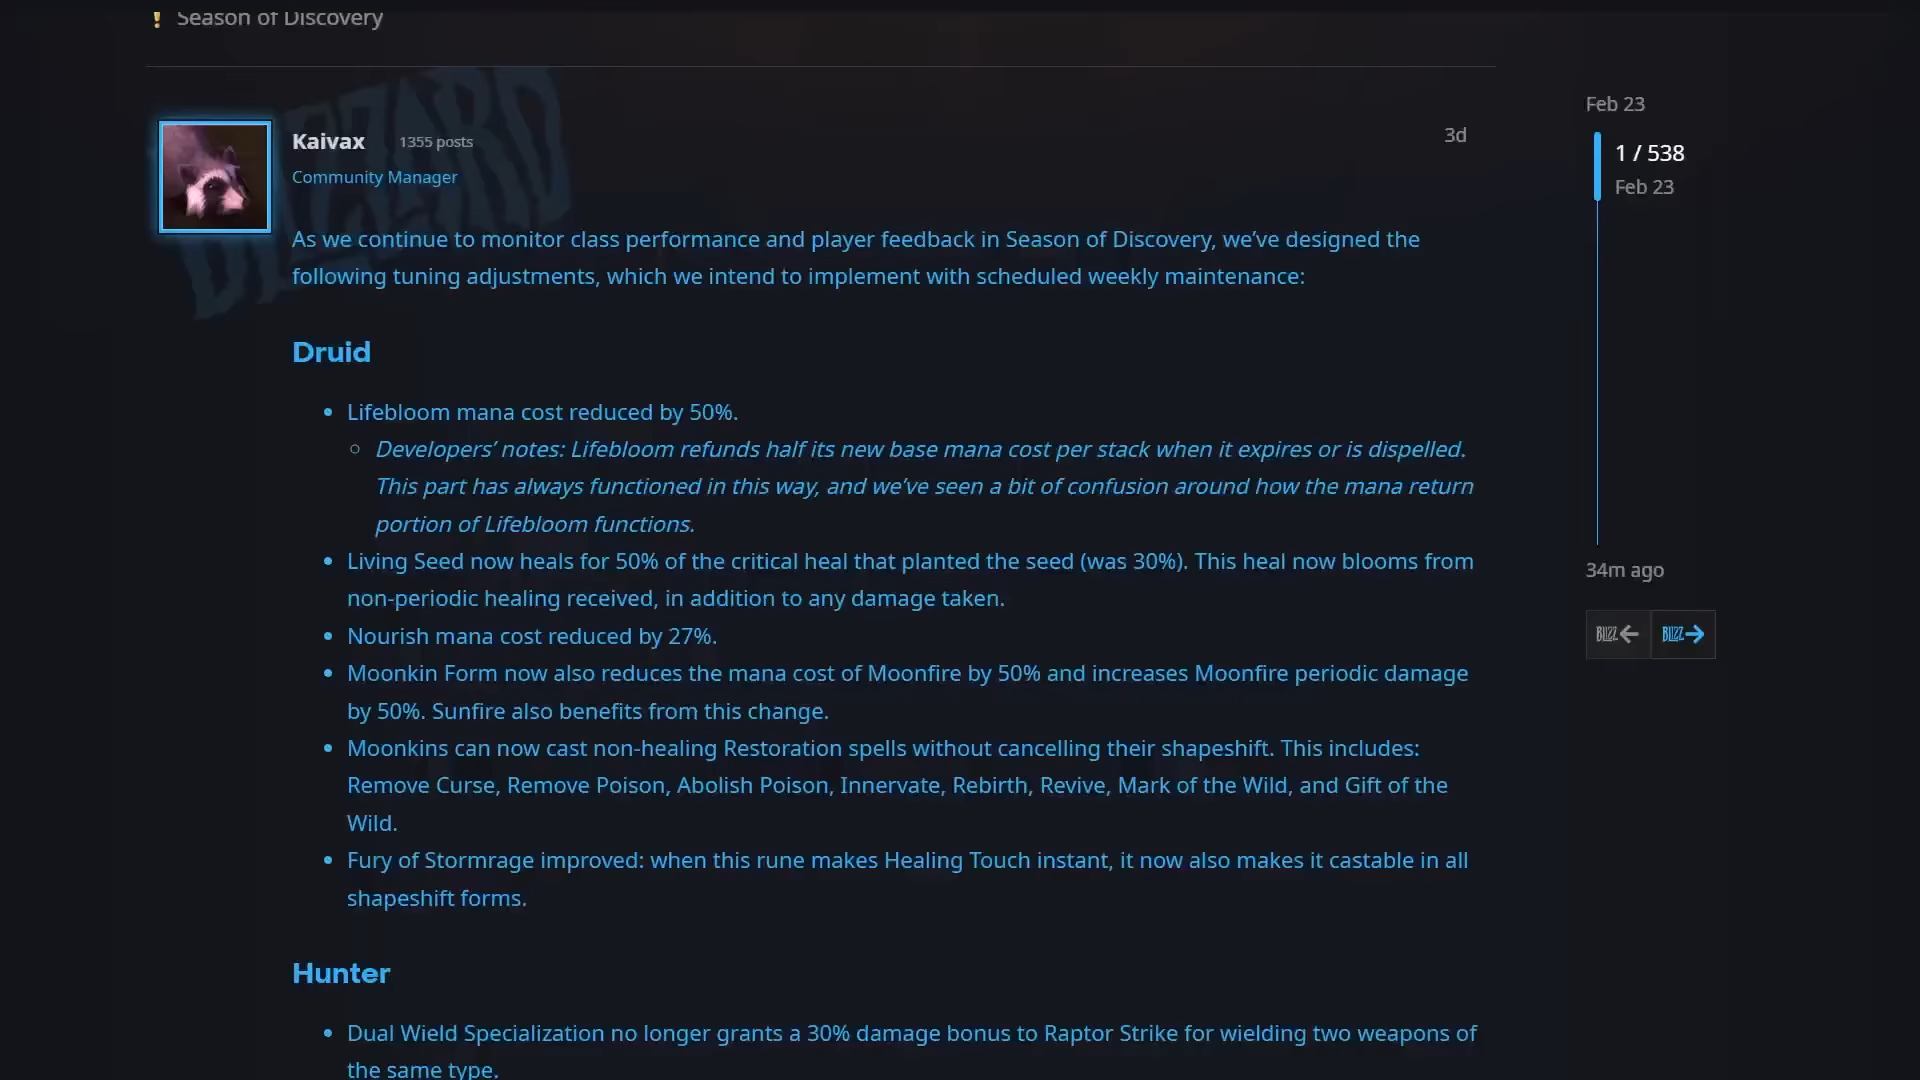 Season of Discovery
BLIZZARD
Kaivax 1355 posts 3d
Community Manager
As we continue to monitor class performance and player feedback in Season of Discovery, we’ve designed the
following tuning adjustments, which we intend to implement with scheduled weekly maintenance:
Druid
• Lifebloom mana cost reduced by 50%.
○ Developers’ notes: Lifebloom refunds half its new base mana cost per stack when it expires or is dispelled.
This part has always functioned in this way, and we’ve seen a bit of confusion around how the mana return
portion of Lifebloom functions.
• Living Seed now heals for 50% of the critical heal that planted the seed (was 30%). This heal now blooms from
non-periodic healing received, in addition to any damage taken.
• Nourish mana cost reduced by 27%.
• Moonkin Form now also reduces the mana cost of Moonfire by 50% and increases Moonfire periodic damage
by 50%. Sunfire also benefits from this change.
• Moonkins can now cast non-healing Restoration spells without cancelling their shapeshift. This includes:
Remove Curse, Remove Poison, Abolish Poison, Innervate, Rebirth, Revive, Mark of the Wild, and Gift of the
Wild.
• Fury of Stormrage improved: when this rune makes Healing Touch instant, it now also makes it castable in all
shapeshift forms.
Hunter
• Dual Wield Specialization no longer grants a 30% damage bonus to Raptor Strike for wielding two weapons of
the same type.
Feb 23
1 / 538
Feb 23
34m ago
BLIZZ← BLIZZ→